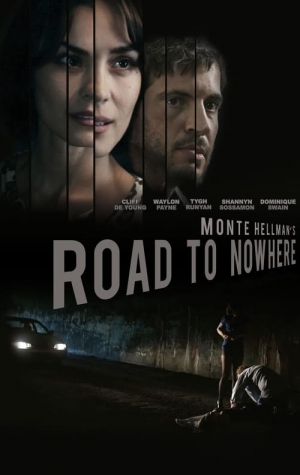 CLIFF DE YOUNG
WAYLON PAYNE
TYGH RUNYAN
SHANNYN SOSSAMON
DOMINIQUE SWAIN
MONTE HELLMAN'S
ROAD TO NOWHERE